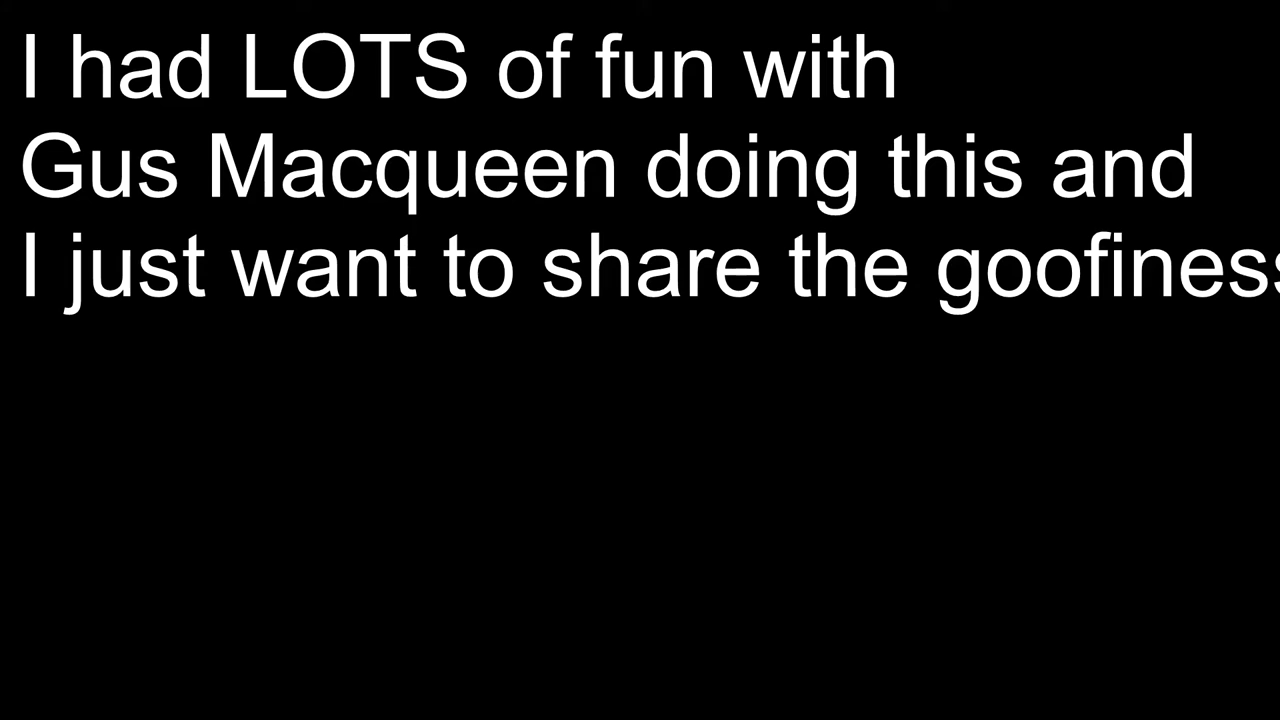 I had LOTS of fun with
Gus Macqueen doing this and
I just want to share the goofiness